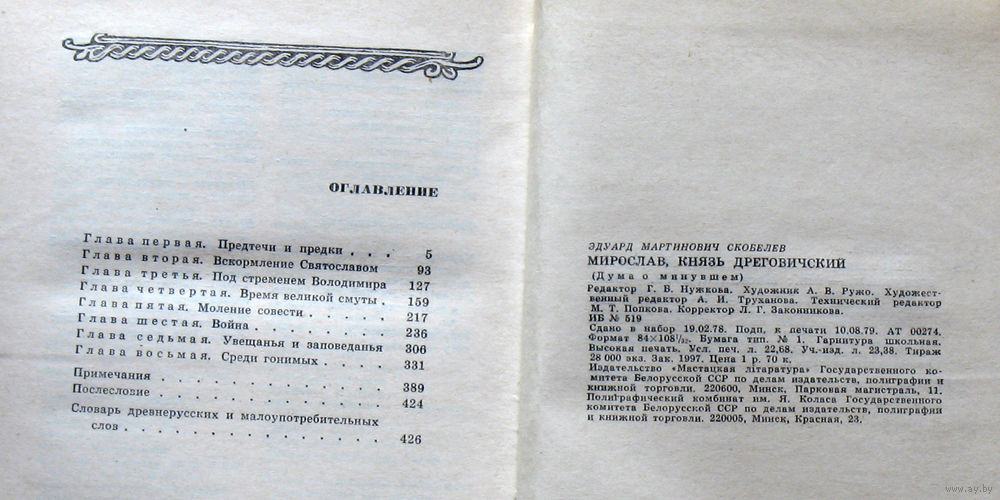 ОГЛАВЛЕНИЕ
Глава первая. Предтечи и предки . . . 5
Глава вторая. Вскормление Святославом 93
Глава третья. Под стременем Володимира 127
Глава четвертая. Время великой смуты . 159
Глава пятая. Моление совести . . . . 217
Глава шестая. Война . . . . . . . 236
Глава седьмая. Увещанья и заповеданья 306
Глава восьмая. Среди гонимых . . . . 331
Примечания . . . . . . . . . . . 389
Послесловие . . . . . . . . . . . 424
Словарь древнерусских и малоупотребительных
слов . . . . . . . . . . . . . 426
ЭДУАРД МАРТИНОВИЧ СКОБЕЛЕВ
МИРОСЛАВ, КНЯЗЬ ДРЕГОВИЧСКИЙ
(Дума о минувшем)
Редактор Г. В. Нужкова. Художник А. В. Ружо. Художест-
венный редактор А. И. Труханова. Технический редактор
М. Т. Попкова. Корректор Л. Г. Законникова.
ИБ № 519
Сдано в набор 19.02.78. Подп. к печати 10.08.79. АТ 00274.
Формат 84×108¹/₃₂. Бумага тип. № 1. Гарнитура школьная.
Высокая печать. Усл. печ. л. 22,68. Уч.-изд. л. 23,38. Тираж
28 000 экз. Зак. 1997. Цена 1 р. 70 к.
Издательство «Мастацкая літаратура» Государственного ко-
митета Белорусской ССР по делам издательств, полиграфии и
книжной торговли. 220600. Минск, Парковая магистраль, 11.
Полиграфический комбинат им. Я. Коласа Государственного
комитета Белорусской ССР по делам издательств, полиграфии
и книжной торговли. 220005, Минск, Красная, 23.
www.ay.by